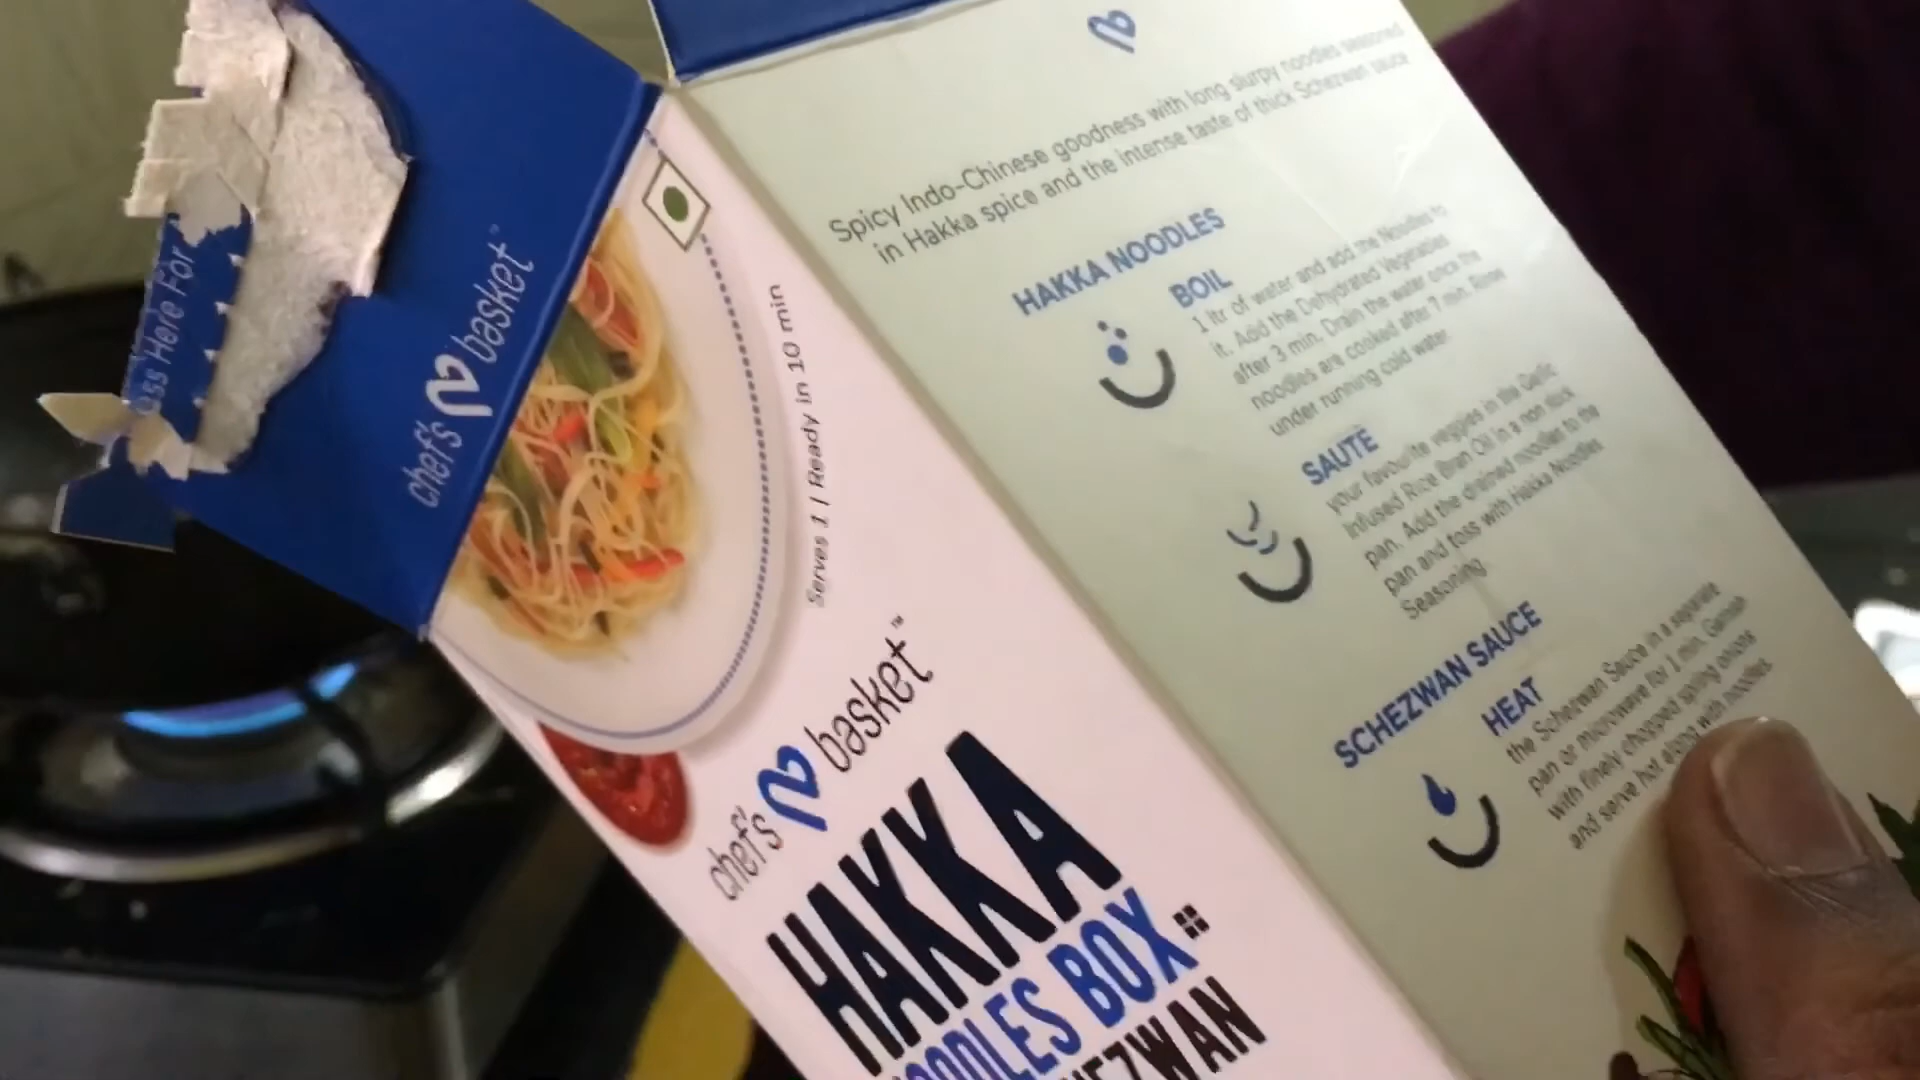 ess Here For
chef's basket™
Serves 1 | Ready in 10 min
chef's basket™
HAKKA
NOODLES BOX
SCHEZWAN
Spicy Indo-Chinese goodness with long slurpy noodles seasoned
in Hakka spice and the intense taste of thick Schezwan sauce
HAKKA NOODLES
BOIL
1 ltr of water and add the Noodles to
it. Add the Dehydrated Vegetables
after 3 min. Drain the water once the
noodles are cooked after 7 min. Rinse
under running cold water.
SAUTE
your favourite veggies in the Garlic
Infused Rice Bran Oil in a non stick
pan. Add the drained noodles to the
pan and toss with Hakka Noodles
Seasoning.
SCHEZWAN SAUCE
HEAT
the Schezwan Sauce in a separate
pan or microwave for 1 min. Garnish
with finely chopped spring onions
and serve hot along with noodles